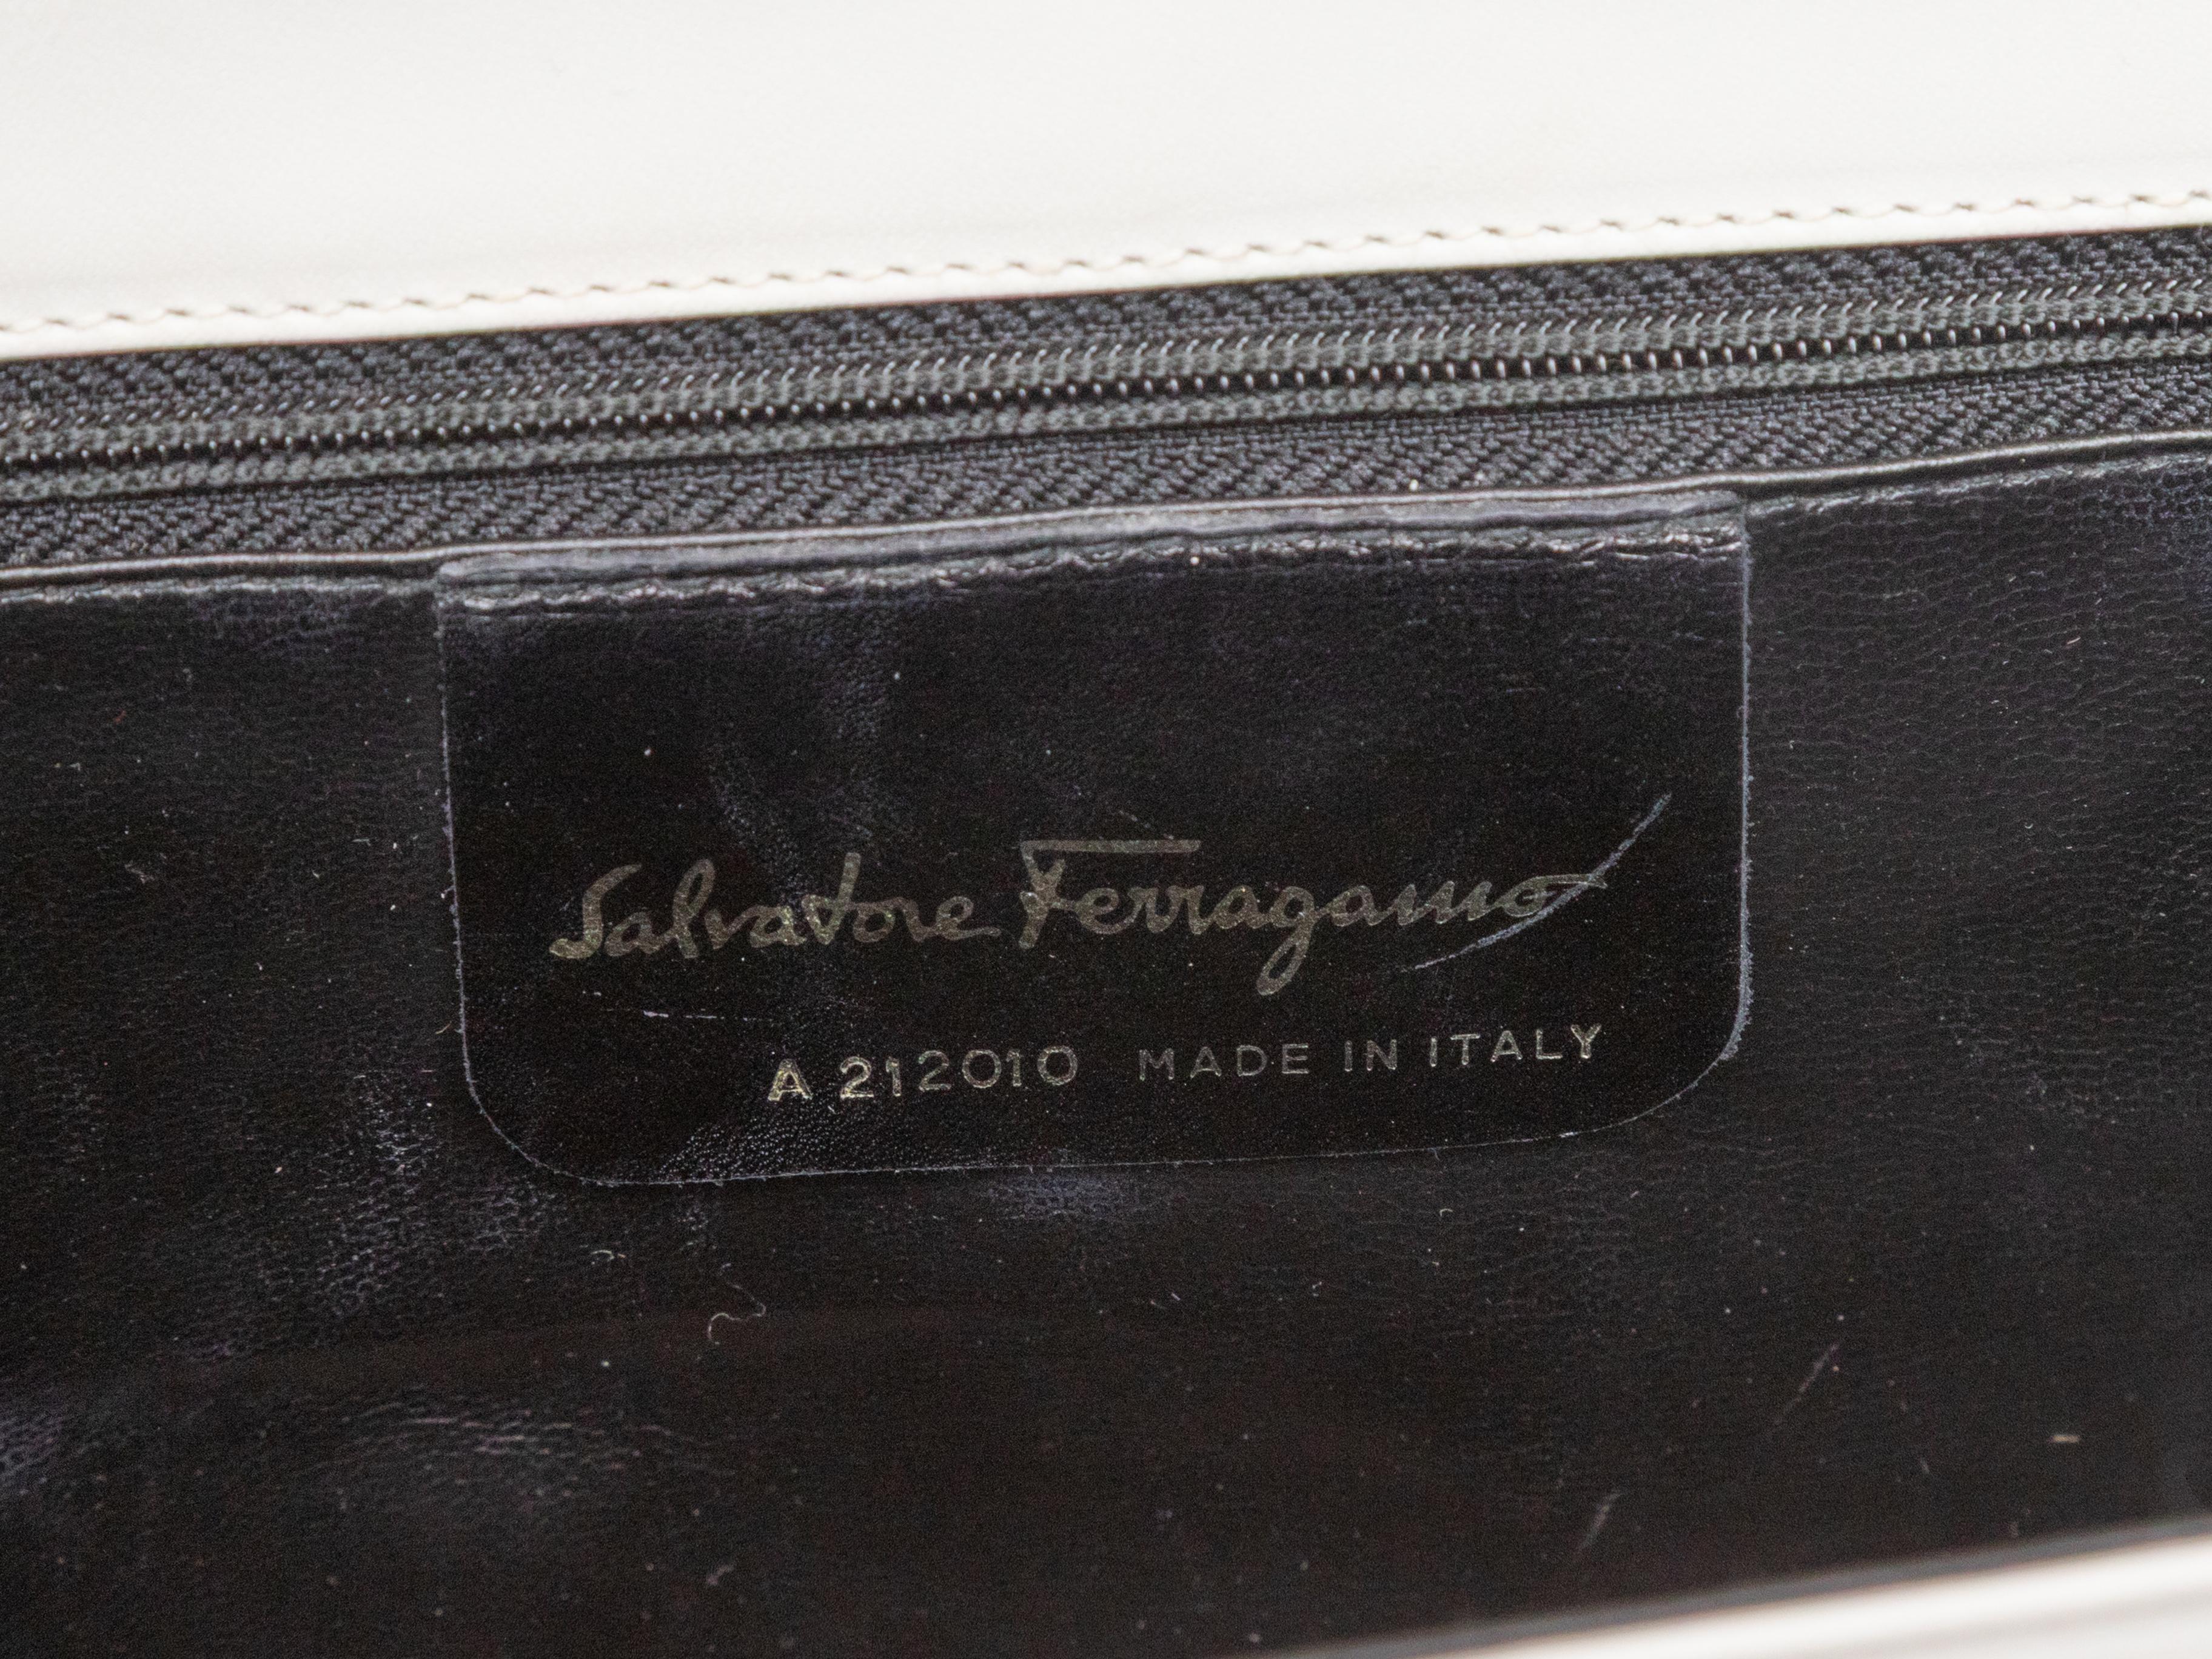 Salvatore Ferragamo
A 212010 MADE IN ITALY